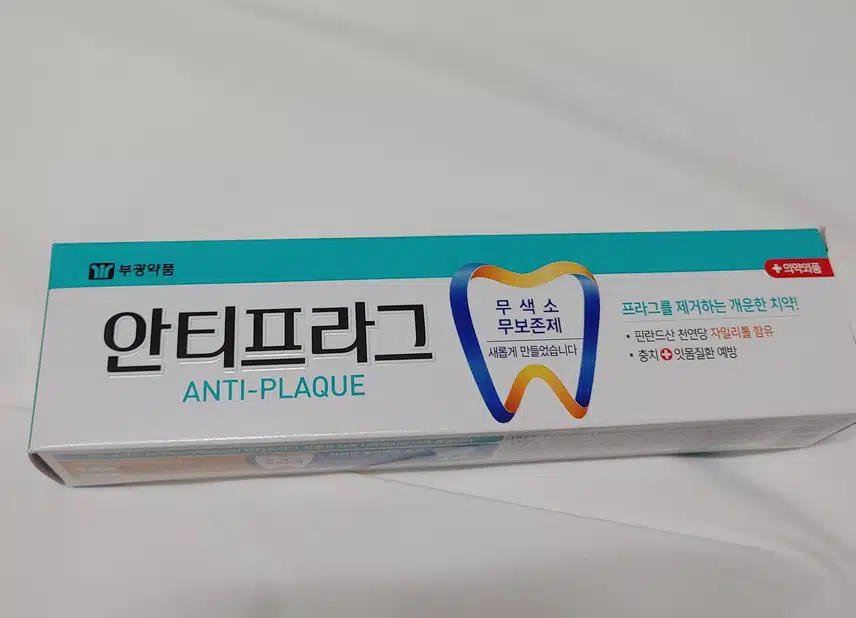 부광약품
의약외품
안티프라그
ANTI-PLAQUE
무색소
무보존제
새롭게 만들었습니다
프라그를 제거하는 개운한 치약!
• 핀란드산 천연당 자일리톨 함유
• 충치 + 잇몸질환 예방